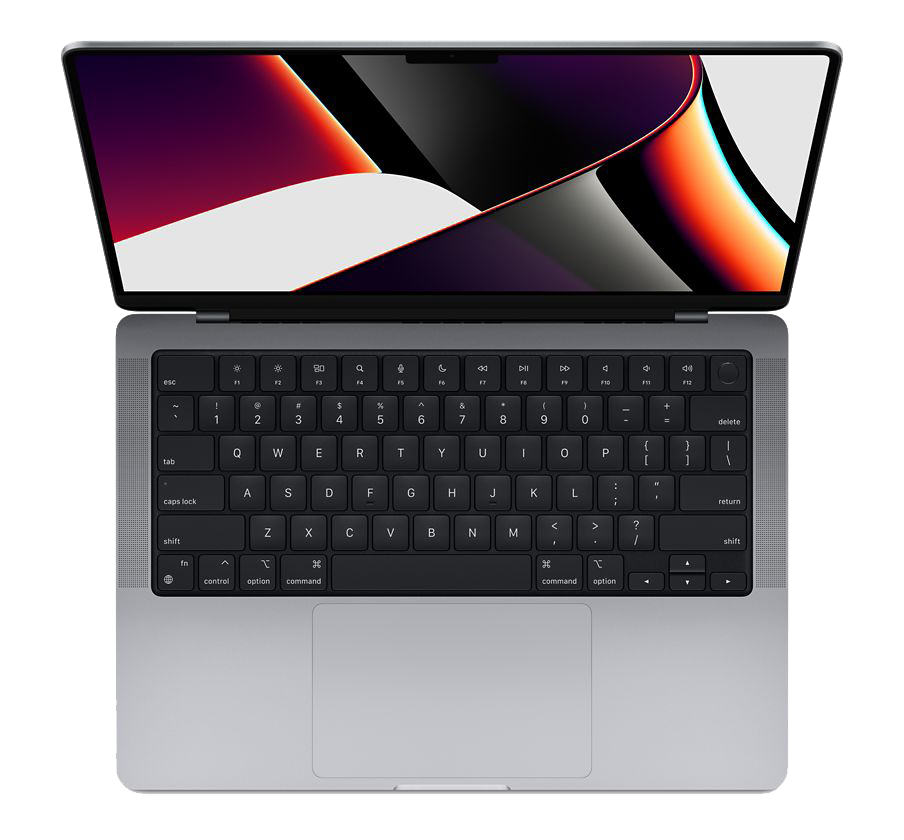 esc F1 F2 F3 F4 F5 F6 F7 F8 F9 F10 F11 F12
~ ! @ # $ % ^ & * ( ) _ +
` 1 2 3 4 5 6 7 8 9 0 - = delete
tab Q W E R T Y U I O P { [ } ] | \
caps lock A S D F G H J K L : ; " ' return
shift Z X C V B N M < , > . ? / shift
fn control option command command option